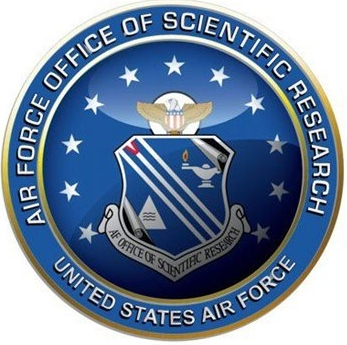 AIR FORCE OFFICE OF SCIENTIFIC RESEARCH
AF OFFICE OF SCIENTIFIC RESEARCH
UNITED STATES AIR FORCE